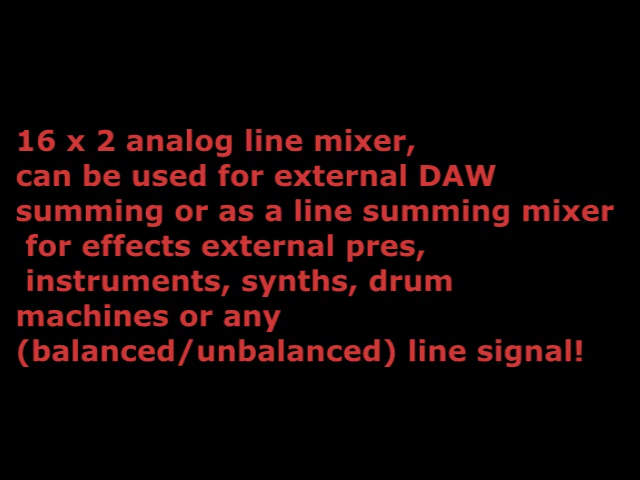 16 x 2 analog line mixer,
can be used for external DAW
summing or as a line summing mixer
for effects external pres,
instruments, synths, drum
machines or any
(balanced/unbalanced) line signal!